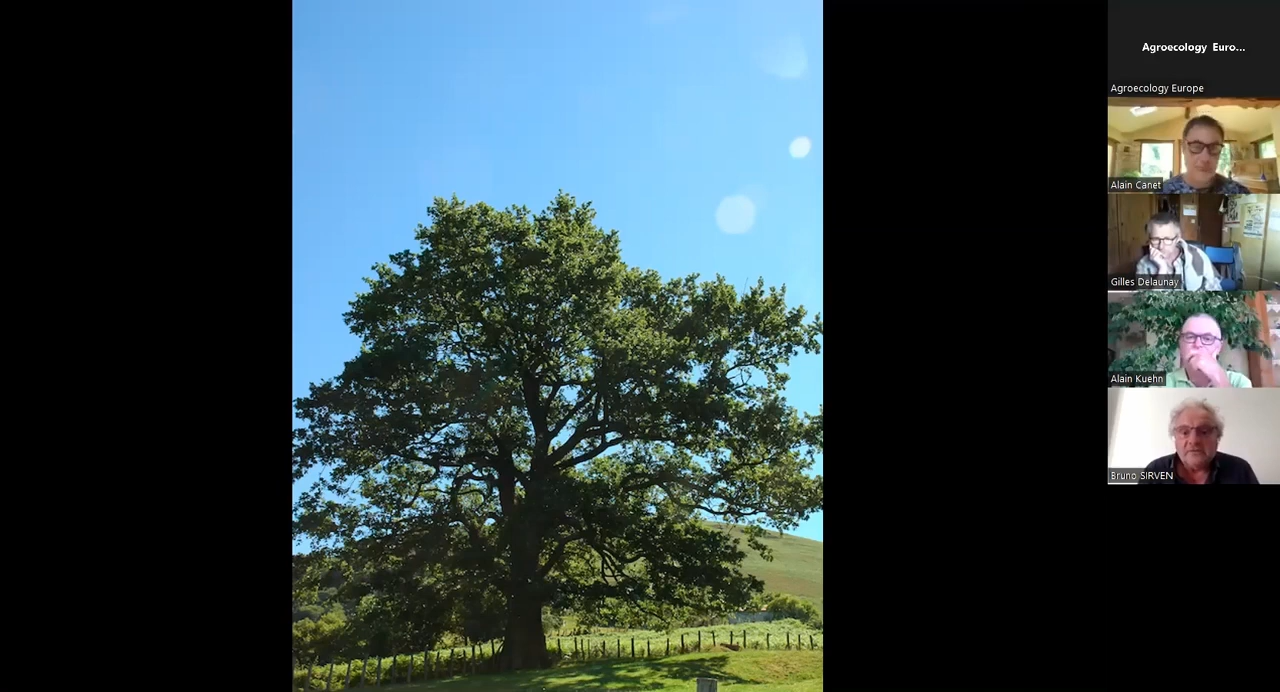 Agroecology Euro...
Agroecology Europe
Alain Canet
Gilles Delaunay
Alain Kuehn
Bruno SIRVEN